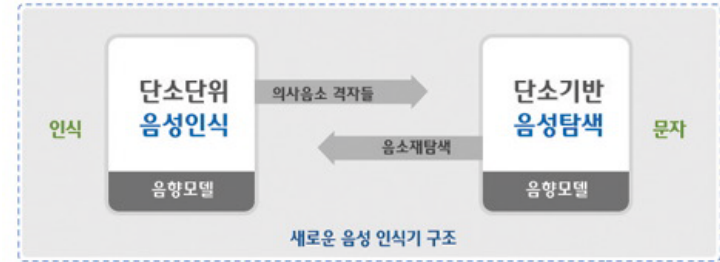 인식
단소단위
음성인식
음향모델
의사음소 격자들
음소재탐색
단소기반
음성탐색
음향모델
문자
새로운 음성 인식기 구조